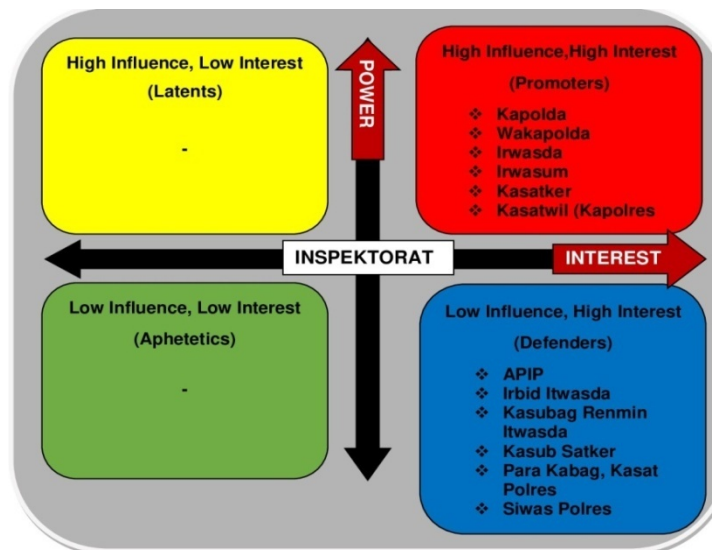 High Influence, Low Interest
(Latents)
-
POWER
High Influence,High Interest
(Promoters)
❖ Kapolda
❖ Wakapolda
❖ Irwasda
❖ Irwasum
❖ Kasatker
❖ Kasatwil (Kapolres
INSPEKTORAT
INTEREST
Low Influence, Low Interest
(Aphetetics)
-
Low Influence, High Interest
(Defenders)
❖ APIP
❖ Irbid Itwasda
❖ Kasubag Renmin
Itwasda
❖ Kasub Satker
❖ Para Kabag, Kasat
Polres
❖ Siwas Polres